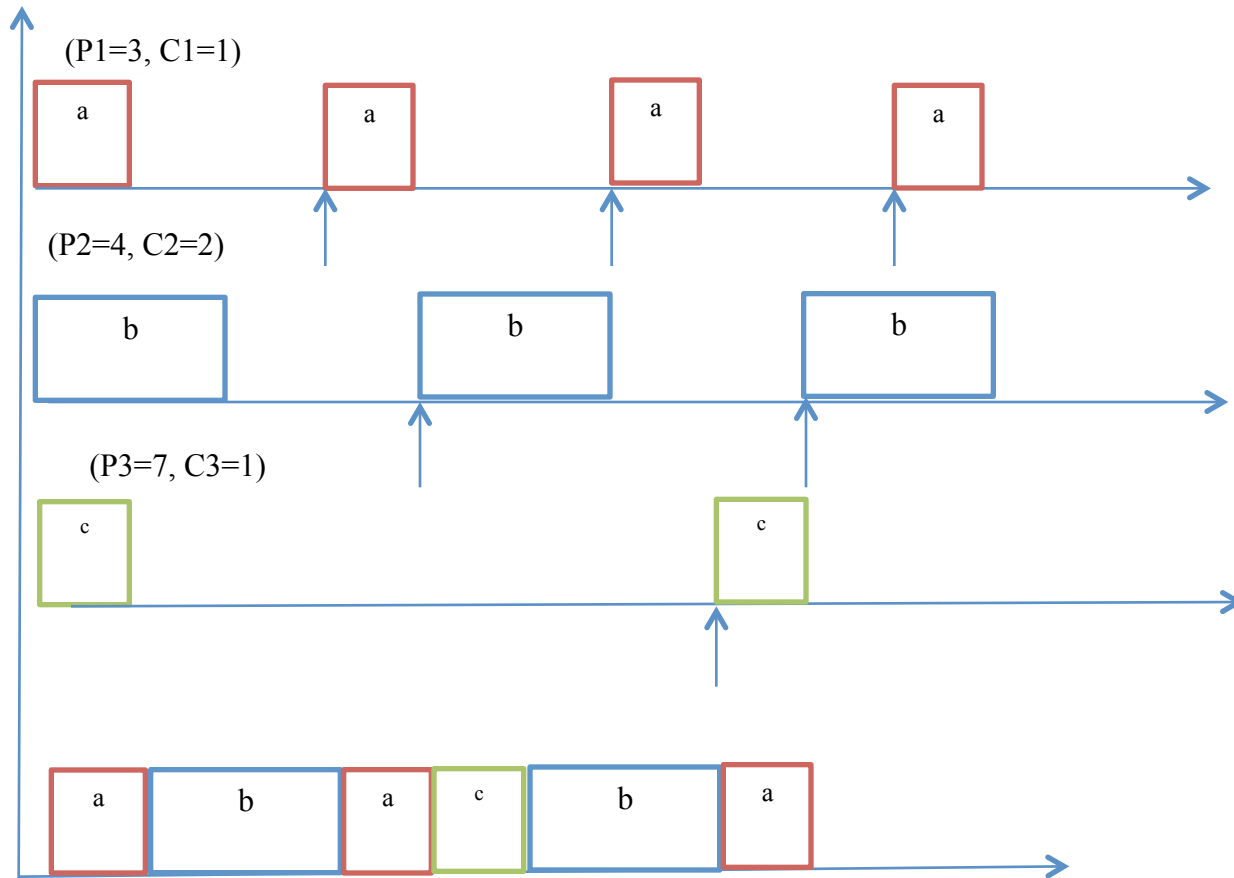 (P1=3, C1=1)
a a a a
(P2=4, C2=2)
b b b
(P3=7, C3=1)
c c
a b a c b a